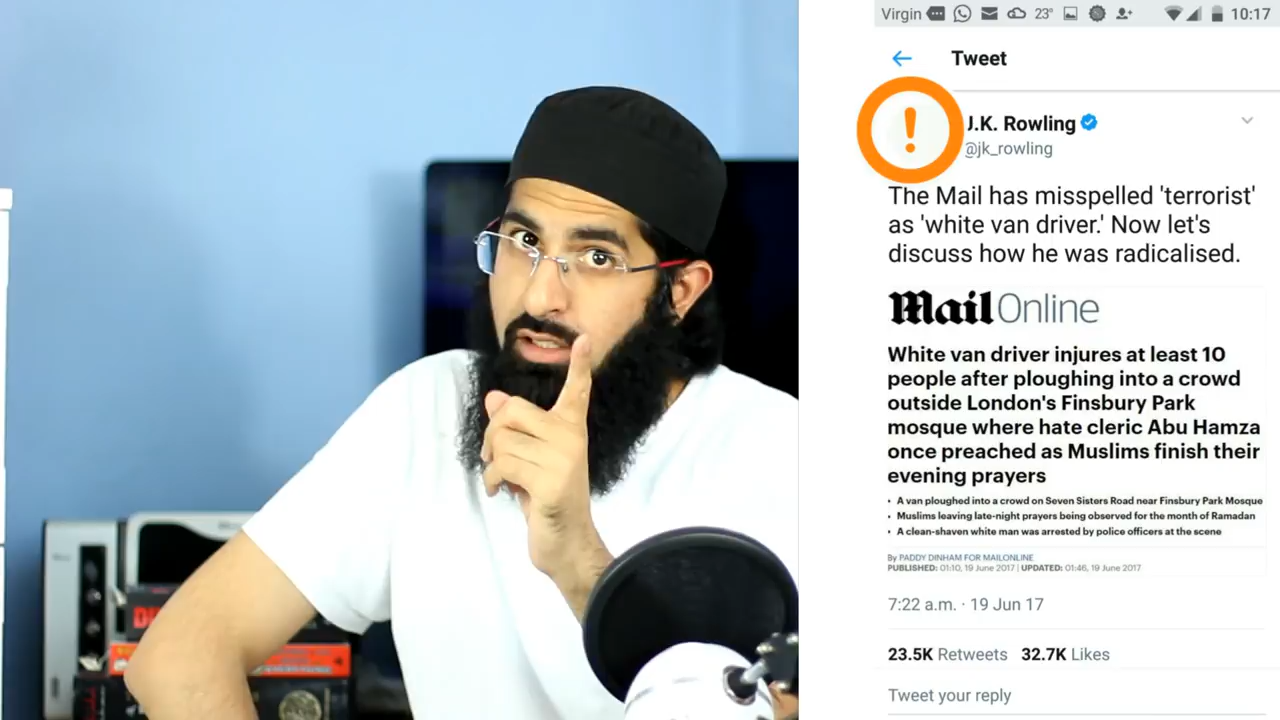 Virgin 23° 10:17
Tweet
!
J.K. Rowling
@jk_rowling
The Mail has misspelled 'terrorist'
as 'white van driver.' Now let's
discuss how he was radicalised.
Mail Online
White van driver injures at least 10
people after ploughing into a crowd
outside London's Finsbury Park
mosque where hate cleric Abu Hamza
once preached as Muslims finish their
evening prayers
• A van ploughed into a crowd on Seven Sisters Road near Finsbury Park Mosque
• Muslims leaving late-night prayers being observed for the month of Ramadan
• A clean-shaven white man was arrested by police officers at the scene
By PADDY DINHAM FOR MAILONLINE
PUBLISHED: 01:10, 19 June 2017 | UPDATED: 01:46, 19 June 2017
7:22 a.m. · 19 Jun 17
23.5K Retweets 32.7K Likes
Tweet your reply